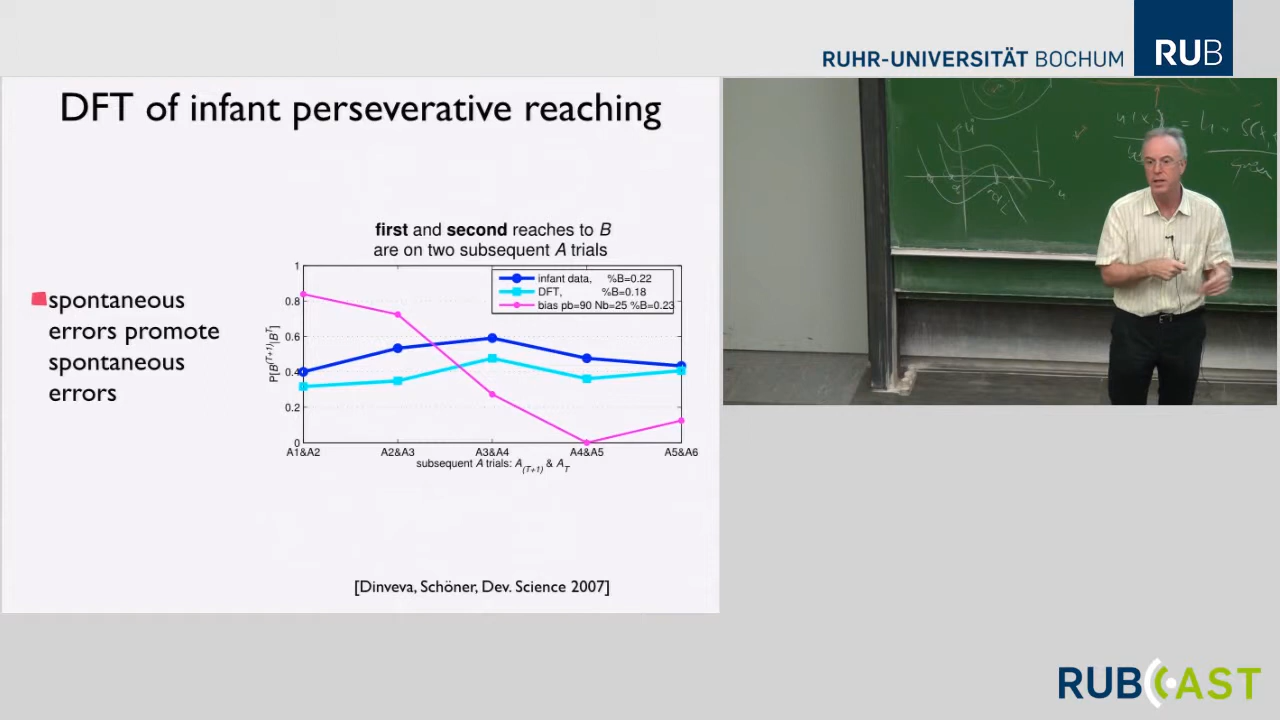 RUHR-UNIVERSITÄT BOCHUM
RUB
DFT of infant perseverative reaching
spontaneous
errors promote
spontaneous
errors
first and second reaches to B
are on two subsequent A trials
infant data, %B=0.22
DFT, %B=0.18
bias pb=90 Nb=25 %B=0.23
P[B^(T+1)|B^T]
1
0.8
0.6
0.4
0.2
0
A1&A2 A2&A3 A3&A4 A4&A5 A5&A6
subsequent A trials: A_(T+1) & A_T
[Dinveva, Schöner, Dev. Science 2007]
RUBCAST